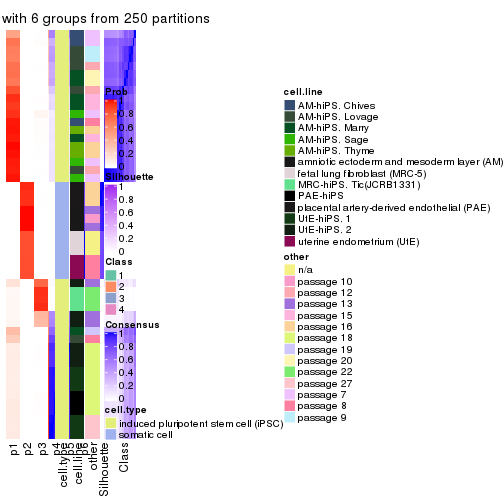 with 6 groups from 250 partitions
Prob
0.8
0.6
0.4
0.2
0
Silhouette
1
0.8
0.6
0.4
0.2
0
Class
1
2
3
4
Consensus
1
0.8
0.6
0.4
0.2
0
cell.type
induced pluripotent stem cell (iPSC)
somatic cell
p1
p2
p3
p4
cell.type
p5
cell.line
p6
other
Silhouette
Class
cell.line
AM-hiPS. Chives
AM-hiPS. Lovage
AM-hiPS. Marry
AM-hiPS. Sage
AM-hiPS. Thyme
amniotic ectoderm and mesoderm layer (AM)
fetal lung fibroblast (MRC-5)
MRC-hiPS. Tic(JCRB1331)
PAE-hiPS
placental artery-derived endothelial (PAE)
UtE-hiPS. 1
UtE-hiPS. 2
uterine endometrium (UtE)
other
n/a
passage 10
passage 12
passage 13
passage 15
passage 16
passage 18
passage 19
passage 20
passage 22
passage 27
passage 7
passage 8
passage 9